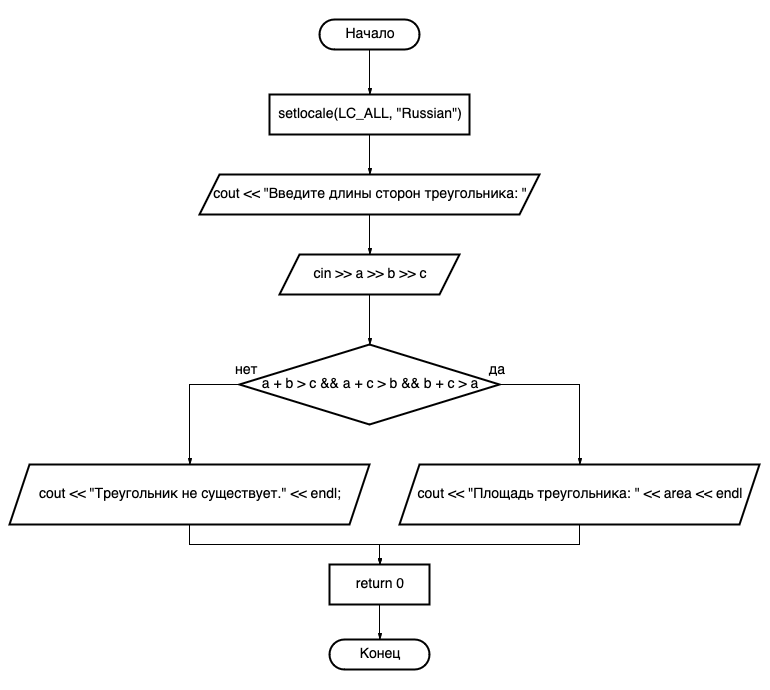 Начало
setlocale(LC_ALL, "Russian")
cout << "Введите длины сторон треугольника: "
cin >> a >> b >> c
нет
да
a + b > c && a + c > b && b + c > a
cout << "Треугольник не существует." << endl;
cout << "Площадь треугольника: " << area << endl
return 0
Конец